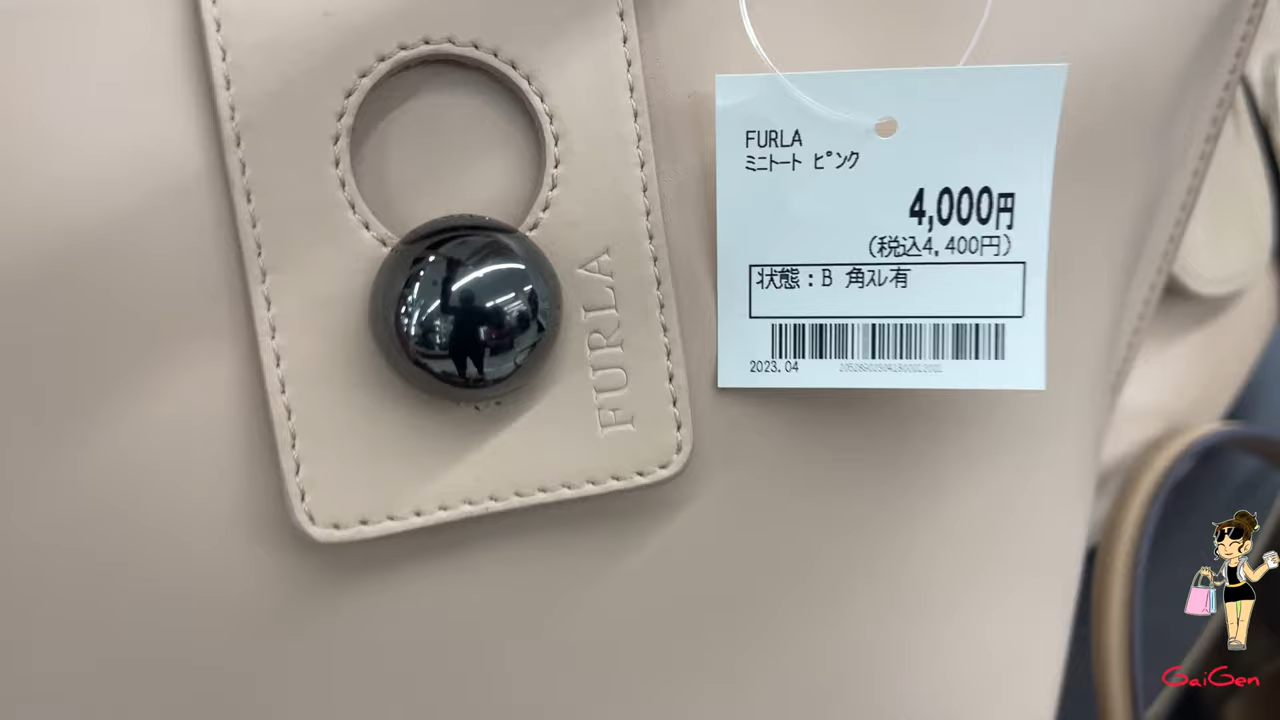 FURLA
FURLA
ミニトート ピンク
4,000円
(税込4,400円)
状態：B 角スレ有
2023.04
GaiGen